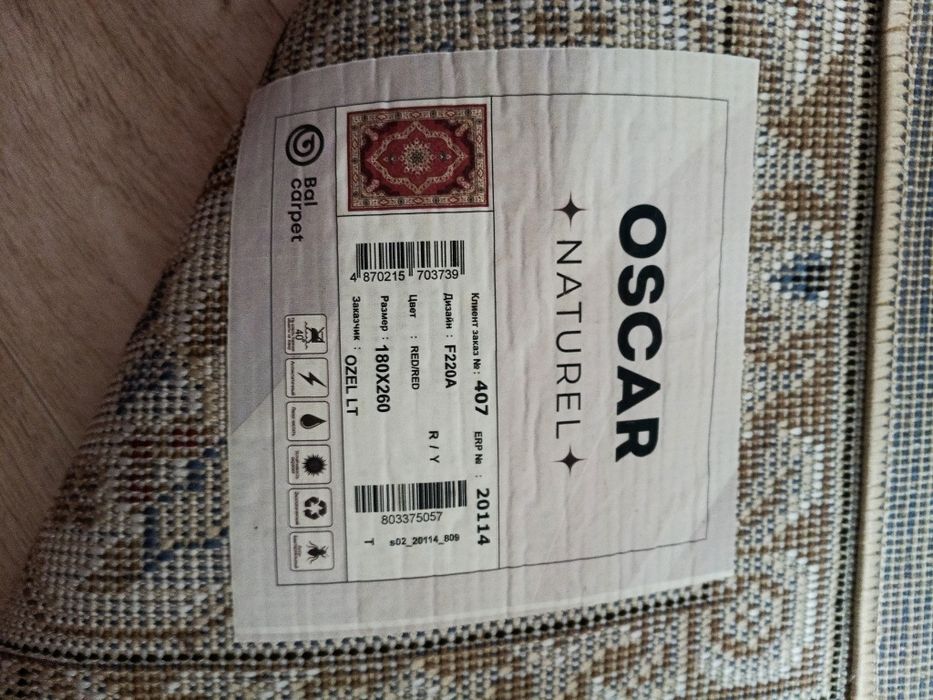 OSCAR
NATUREL
Клиент заказ №: 407 ERP № : 20114
Дизайн : F220A
R / Y
Цвет : RED/RED
Размер : 180X260
Заказчик : OZEL LT
4 870215 703739
803375057
T s02_20114_809
Bal
carpet
40°